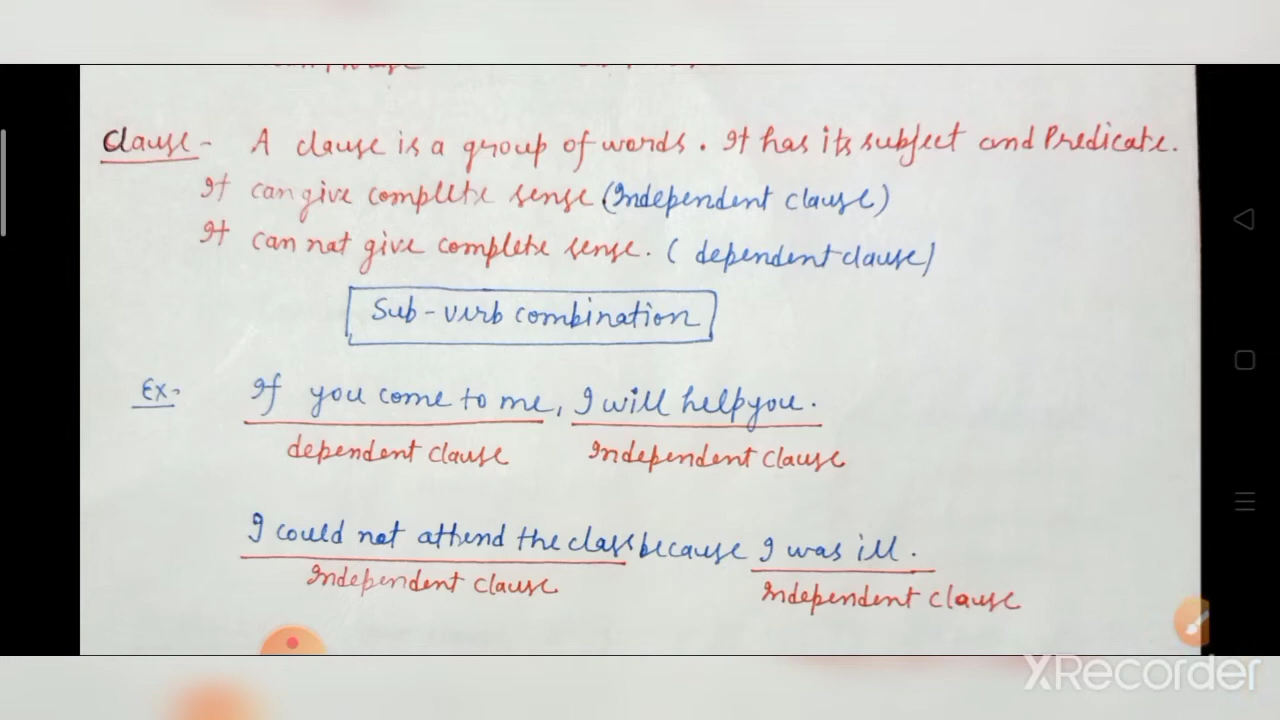 Clause - A clause is a group of words. It has its subject and Predicate.
It can give complete sense (Independent clause)
It can not give complete sense. (dependent clause)
Sub-verb combination
Ex- If you come to me, I will help you.
dependent clause Independent clause
I could not attend the class because I was ill.
Independent clause Independent clause
XRecorder